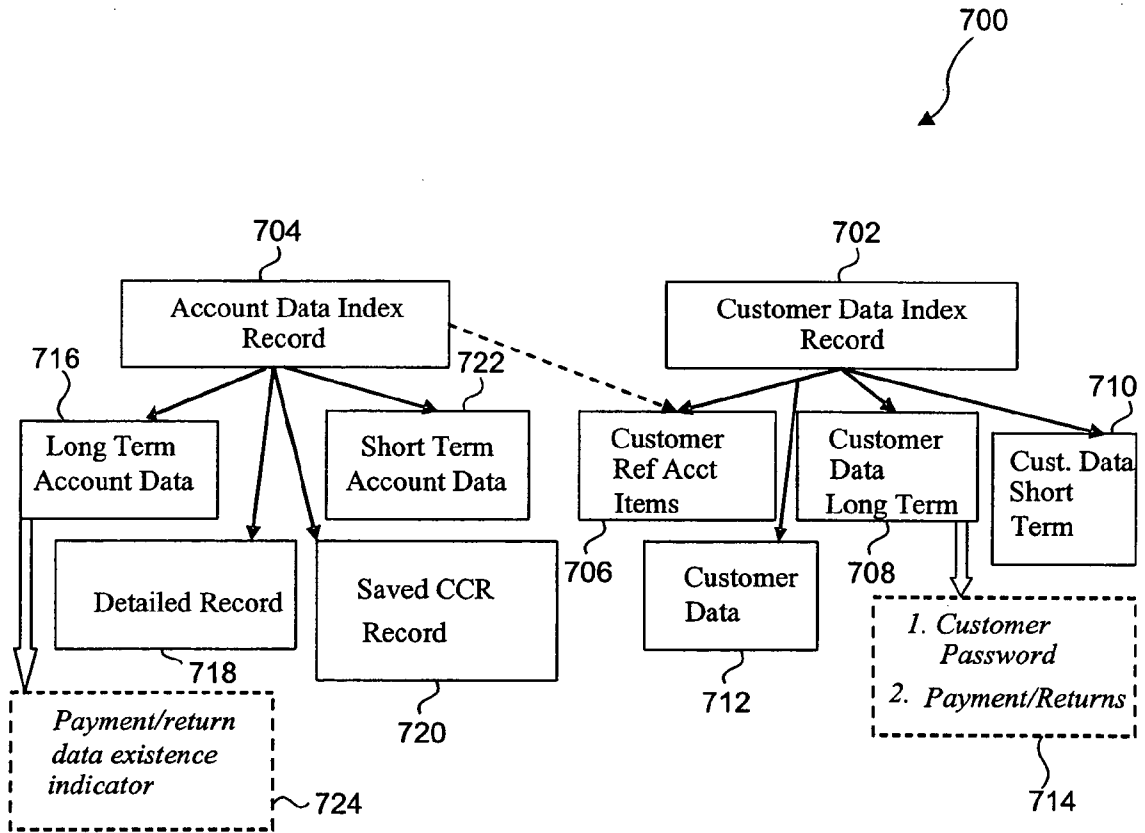 700
704
702
Account Data Index
Record
Customer Data Index
Record
716
722
710
Long Term
Account Data
Short Term
Account Data
Customer
Ref Acct
Items
Customer
Data
Long Term
Cust. Data
Short
Term
706
708
Detailed Record
Saved CCR
Record
Customer
Data
718
720
712
1. Customer
Password
2. Payment/Returns
714
Payment/return
data existence
indicator
724